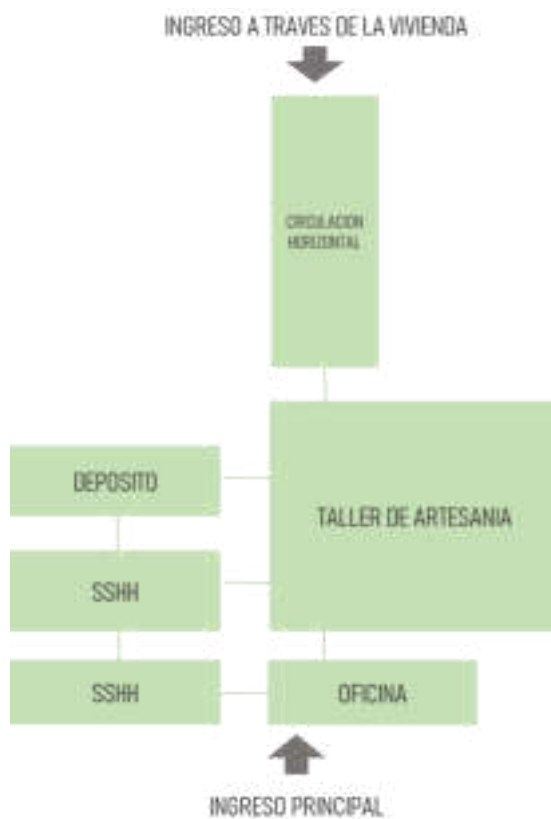 INGRESO A TRAVES DE LA VIVIENDA
CIRCULACION
HORIZONTAL
DEPOSITO
TALLER DE ARTESANIA
SSHH
SSHH
OFICINA
INGRESO PRINCIPAL